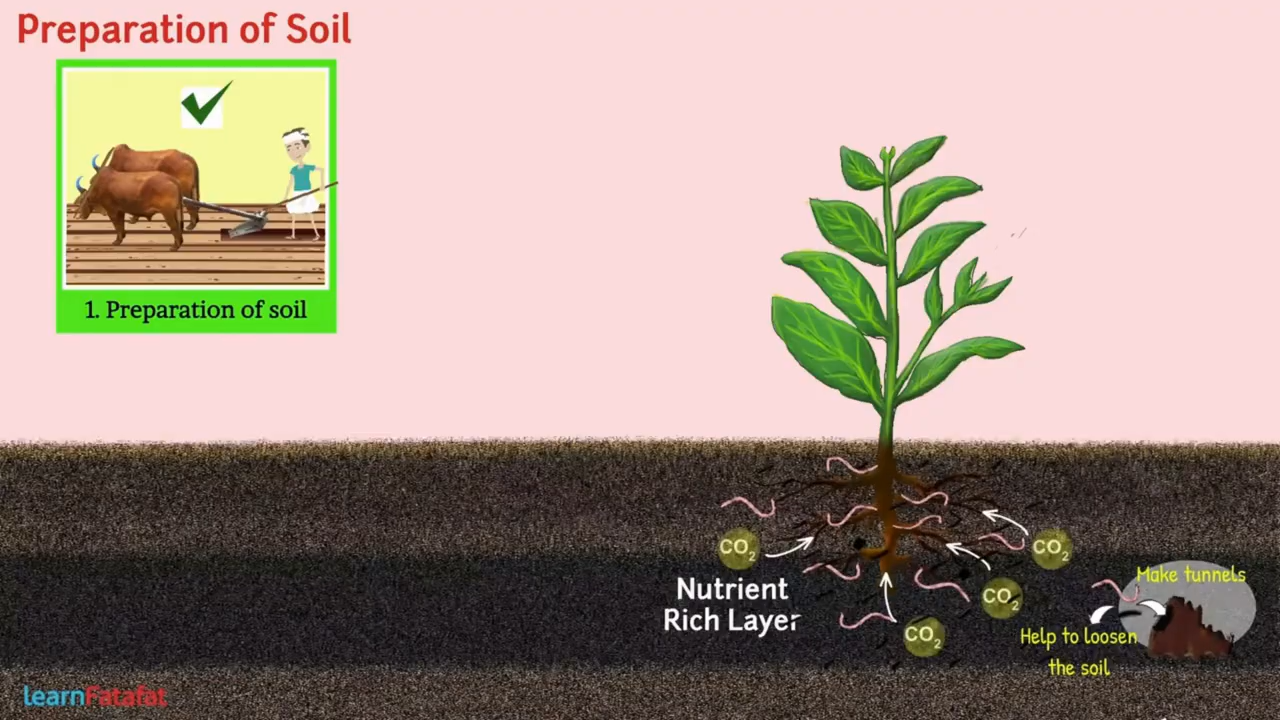 Preparation of Soil
1. Preparation of soil
CO2
CO2
Nutrient
Rich Layer
CO2
CO2
Make tunnels
Help to loosen
the soil
learnFatafat